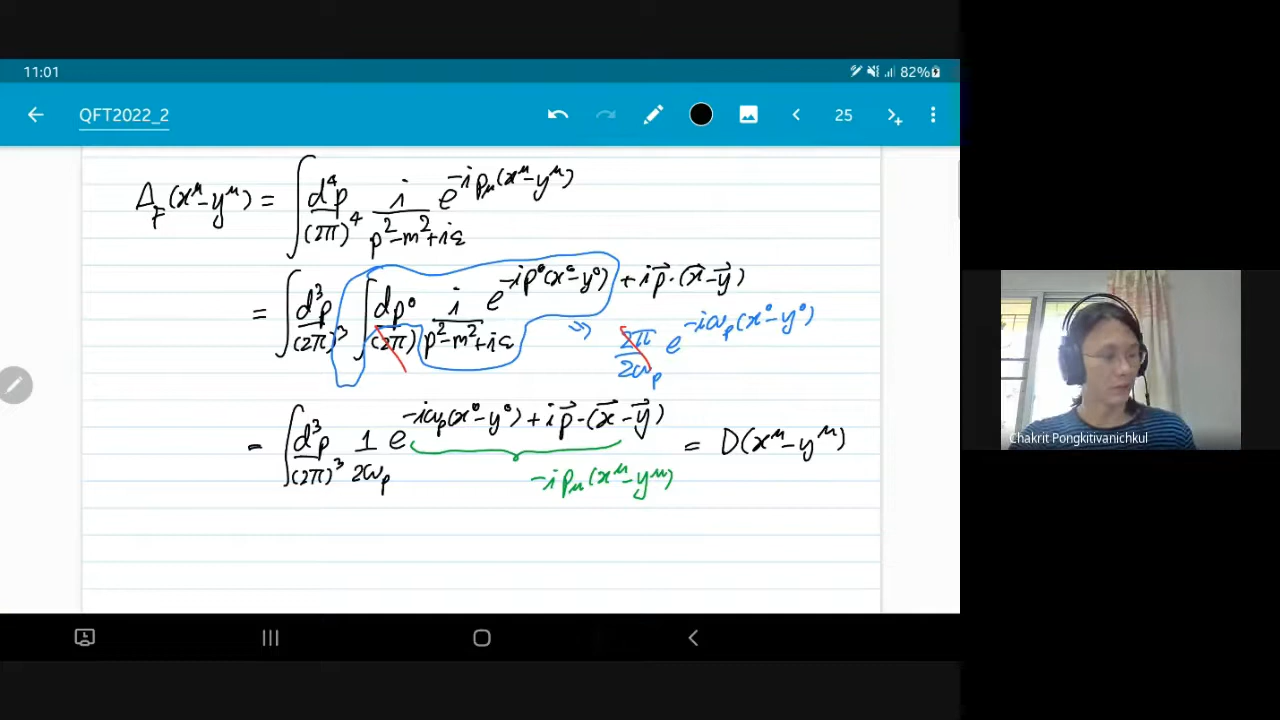 11:01
82%
QFT2022_2
25
Δ_F(x^μ-y^μ) = ∫ d^4p/(2π)^4 i/(p^2-m^2+iε) e^{-ip_μ(x^μ-y^μ)}
= ∫ d^3p/(2π)^3 ∫ dp^0/(2π) i/(p^2-m^2+iε) e^{-ip^0(x^0-y^0) + i\vec{p}·(\vec{x}-\vec{y})}
⇒ 2π/2ω_p e^{-iω_p(x^0-y^0)}
= ∫ d^3p/(2π)^3 1/2ω_p e^{-iω_p(x^0-y^0) + i\vec{p}·(\vec{x}-\vec{y})} = D(x^μ-y^μ)
-ip_μ(x^μ-y^μ)
Chakrit Pongkitivanichkul